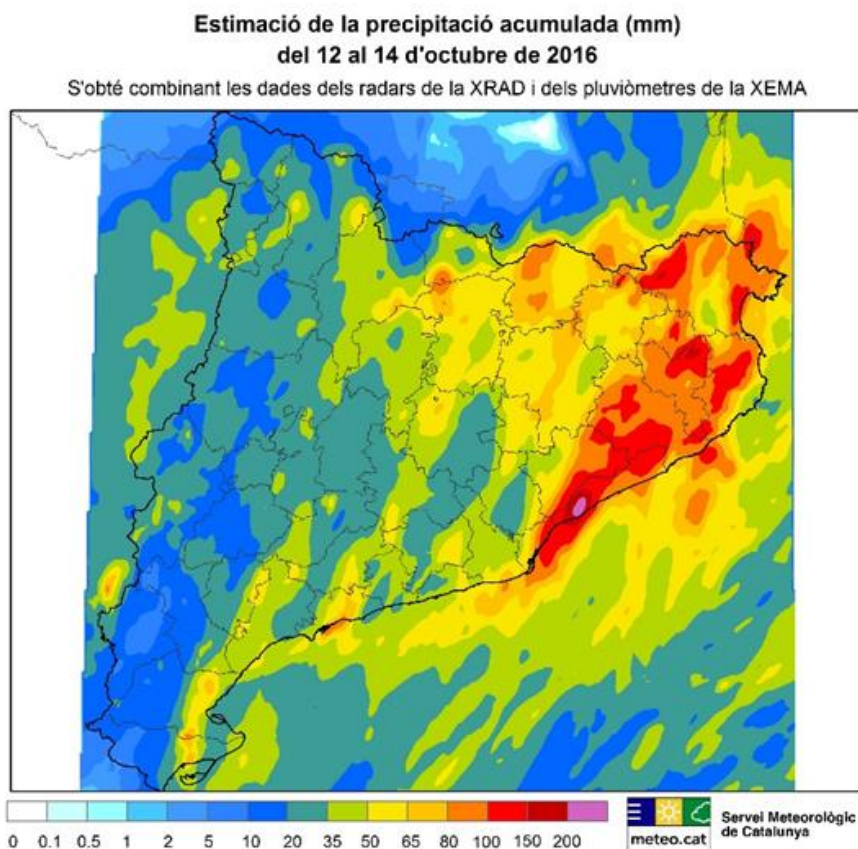 Estimació de la precipitació acumulada (mm)
del 12 al 14 d'octubre de 2016
S'obté combinant les dades dels radars de la XRAD i dels pluviòmetres de la XEMA
0 0.1 0.5 1 2 5 10 20 35 50 65 80 100 150 200
meteo.cat
Servei Meteorològic
de Catalunya